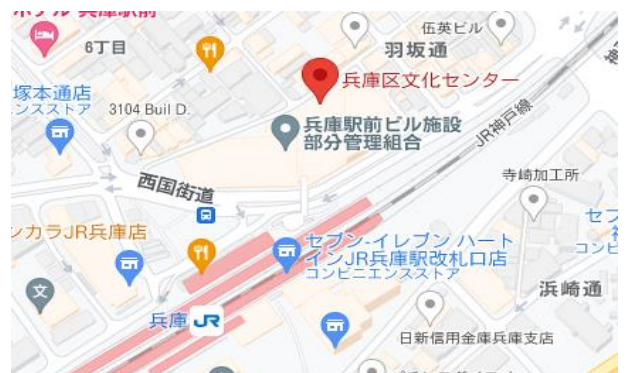 兵庫駅前
6丁目
伍英ビル
羽坂通
兵庫区文化センター
塚本通店
ンスストア
3104 Buil D.
兵庫駅前ビル施設
部分管理組合
JR神戸線
西国街道
寺崎加工所
ンカラJR兵庫店
セブン-イレブン ハート
インJR兵庫駅改札口店
コンビニエンスストア
セブ
コンビニ
文
浜崎通
兵庫 JR
日新信用金庫兵庫支店